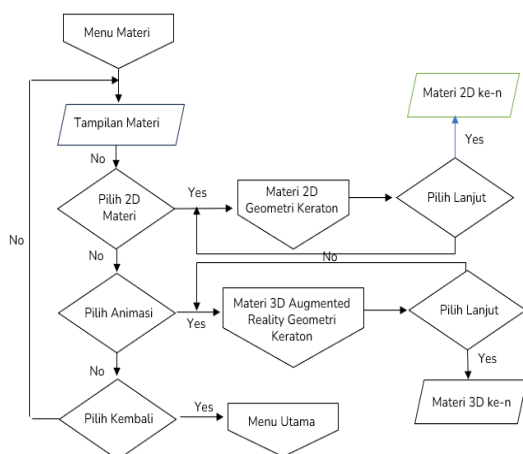 Menu Materi
Materi 2D ke-n
Tampilan Materi
Yes
No
Pilih 2D
Materi
Yes
Materi 2D
Geometri Keraton
Pilih Lanjut
No
No
No
Pilih Animasi
Yes
Materi 3D Augmented
Reality Geometri
Keraton
Pilih Lanjut
Yes
No
Pilih Kembali
Yes
Menu Utama
Materi 3D ke-n